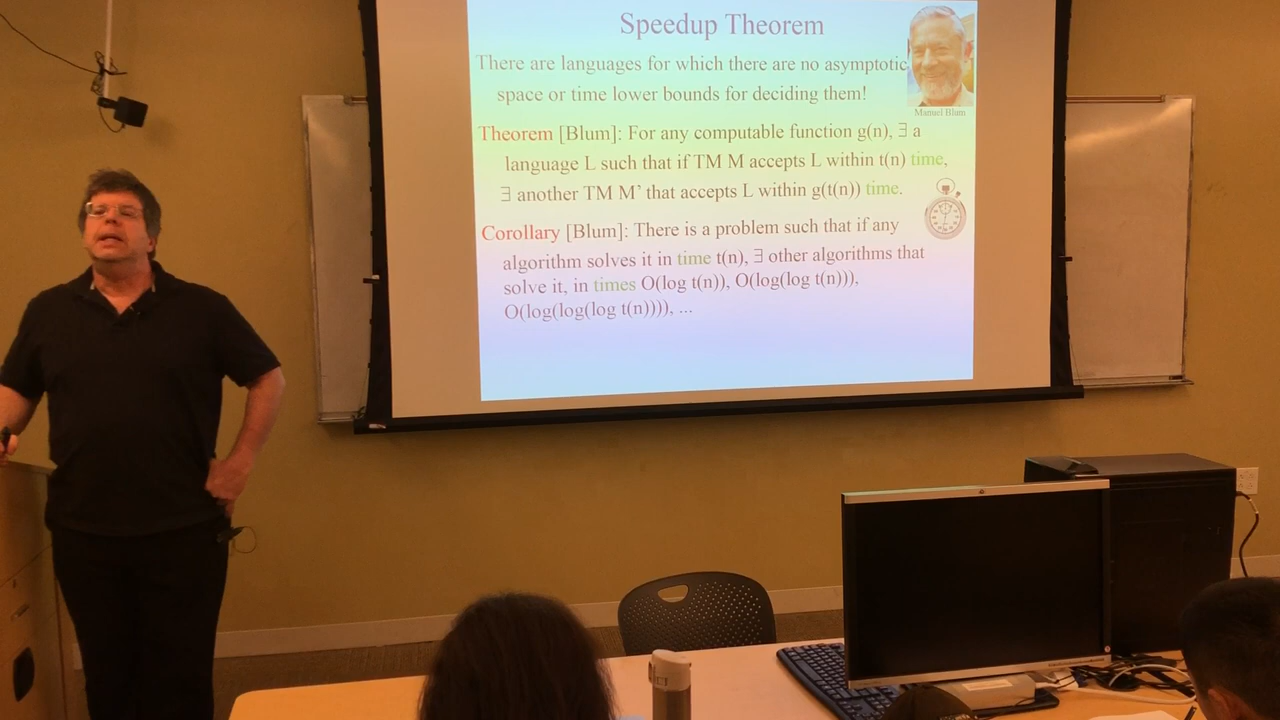 Speedup Theorem
There are languages for which there are no asymptotic
space or time lower bounds for deciding them!
Manuel Blum
Theorem [Blum]: For any computable function g(n), ∃ a
language L such that if TM M accepts L within t(n) time,
∃ another TM M’ that accepts L within g(t(n)) time.
Corollary [Blum]: There is a problem such that if any
algorithm solves it in time t(n), ∃ other algorithms that
solve it, in times O(log t(n)), O(log(log t(n))),
O(log(log(log t(n)))), ...